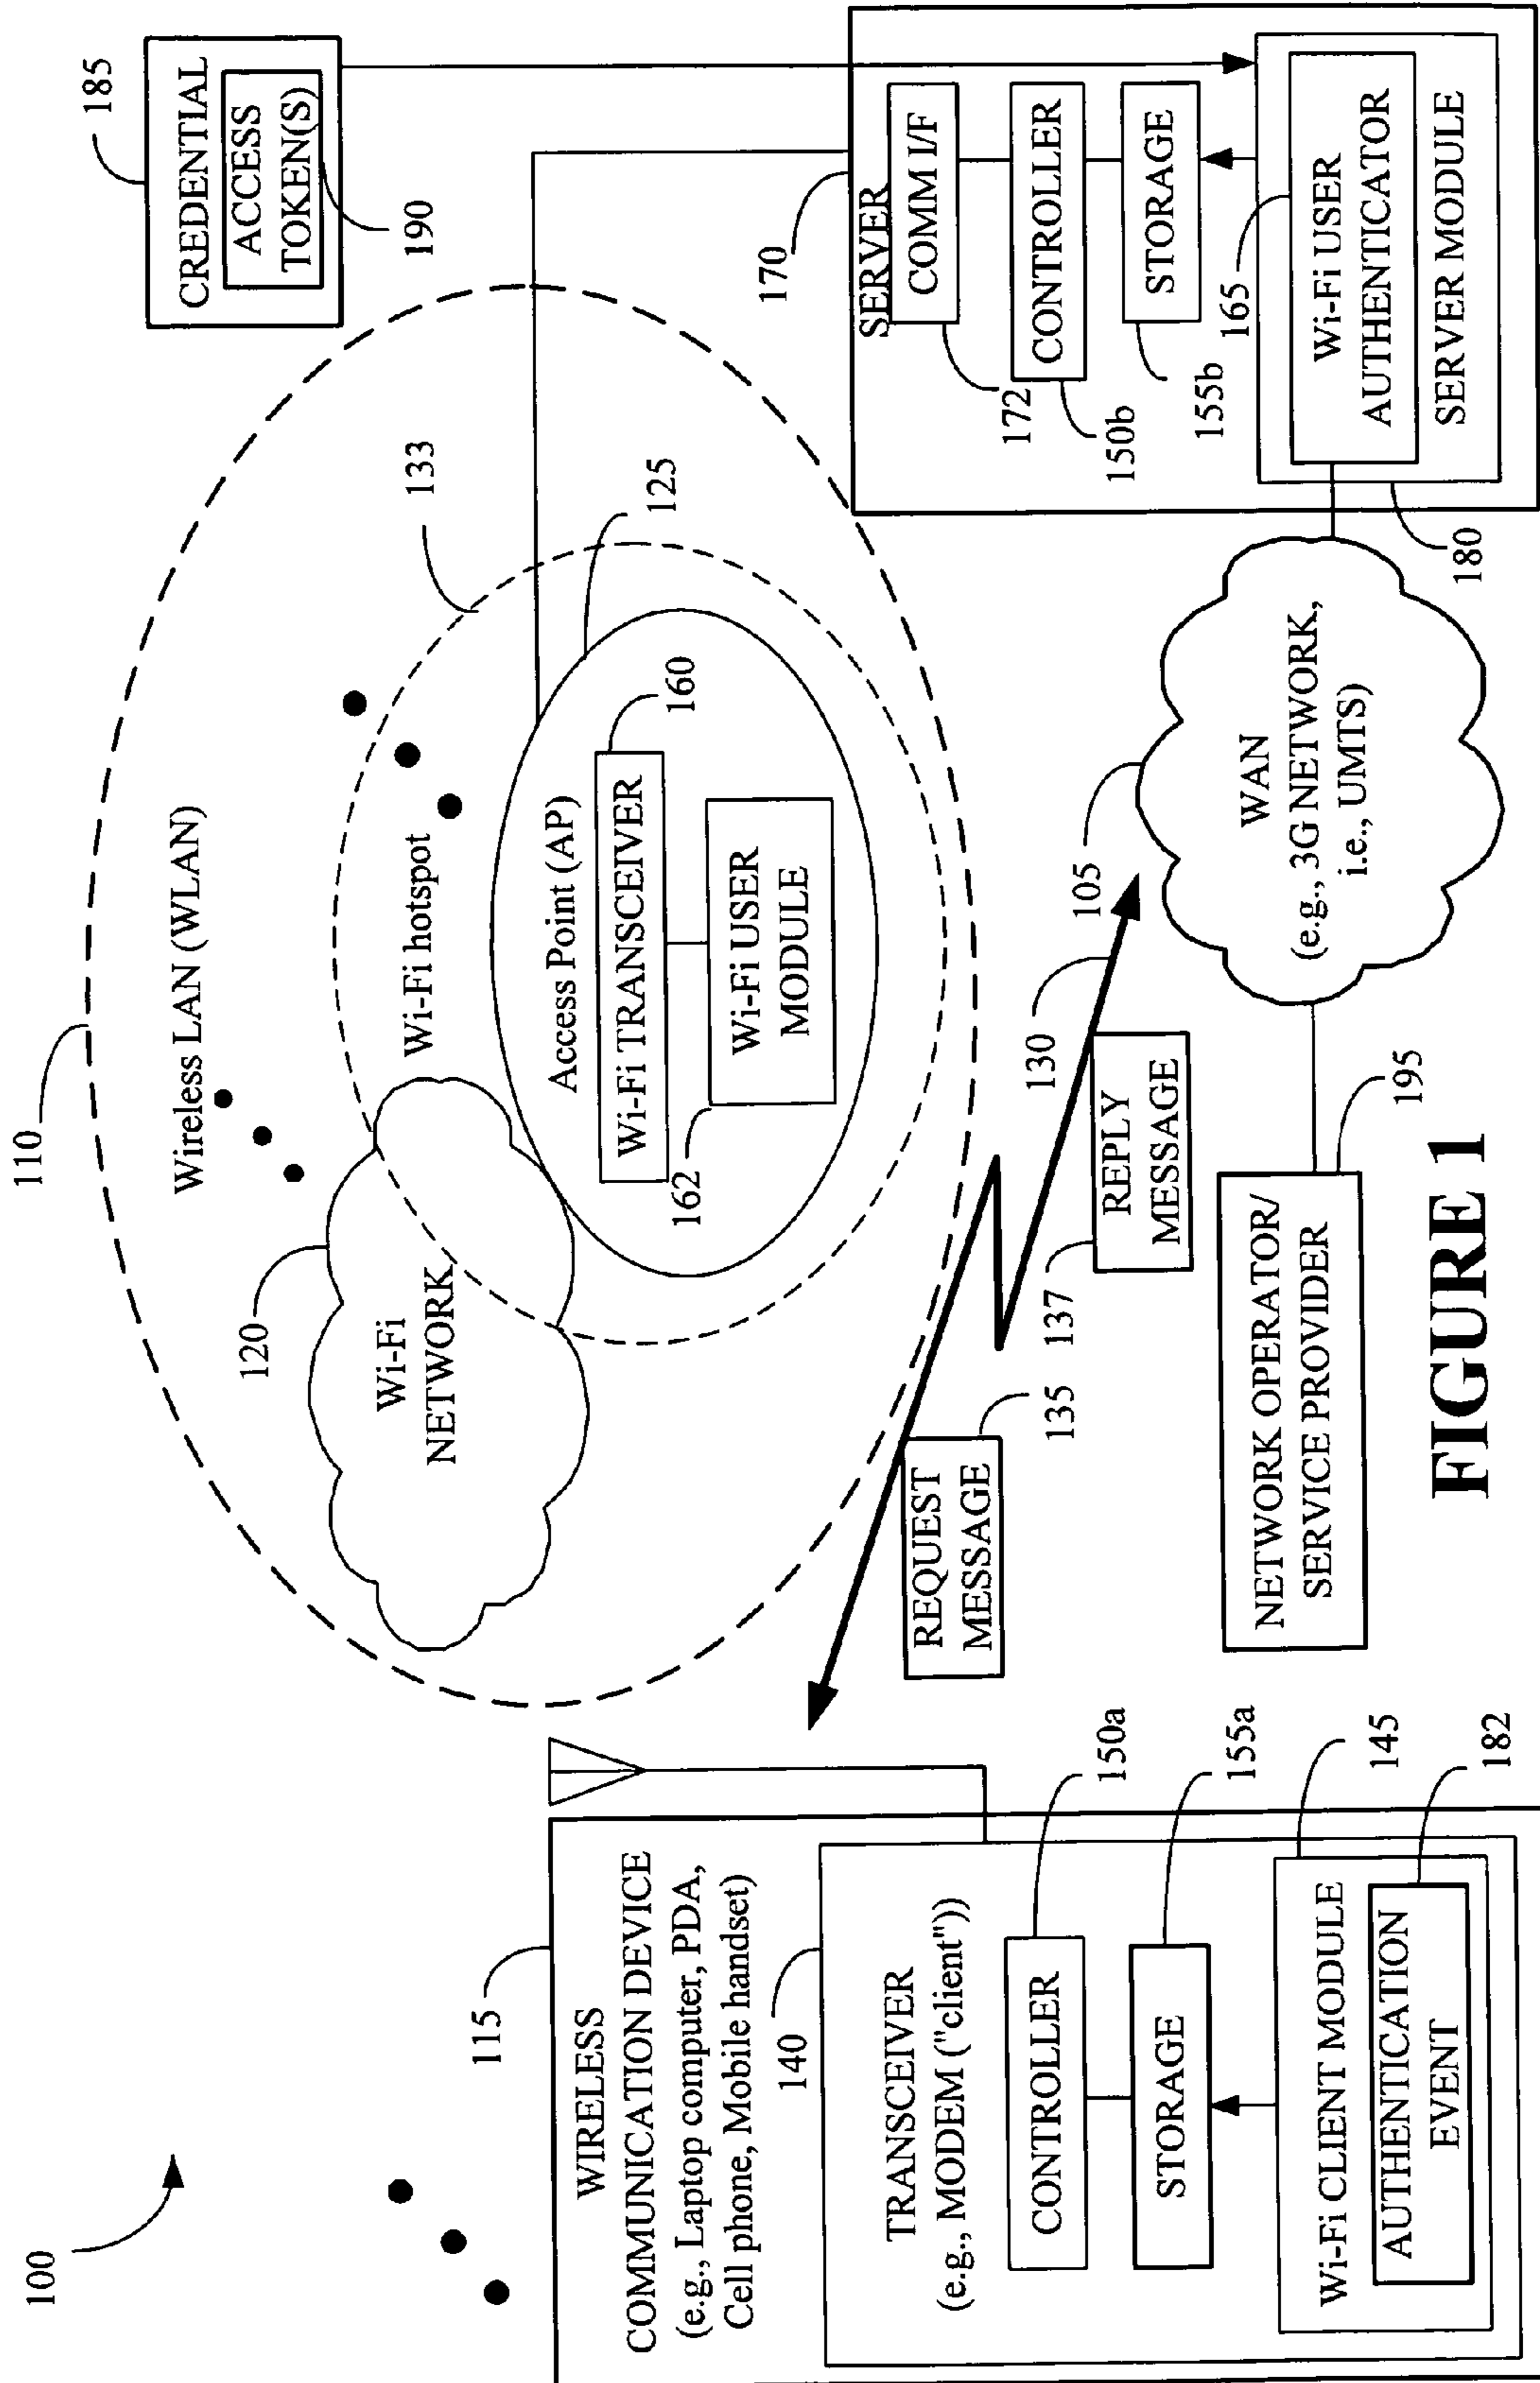 100
115
WIRELESS
COMMUNICATION DEVICE
(e.g., Laptop computer, PDA,
Cell phone, Mobile handset)
140
TRANSCEIVER
(e.g., MODEM ("client"))
CONTROLLER
150a
STORAGE
155a
Wi-Fi CLIENT MODULE
145
AUTHENTICATION
EVENT
182
110
Wireless LAN (WLAN)
120
Wi-Fi
NETWORK
133
Wi-Fi hotspot
125
Access Point (AP)
Wi-Fi TRANSCEIVER
160
162
Wi-Fi USER
MODULE
REQUEST
MESSAGE
135
137
REPLY
MESSAGE
130
105
WAN
(e.g., 3G NETWORK,
i.e., UMTS)
NETWORK OPERATOR/
SERVICE PROVIDER
195
185
CREDENTIAL
ACCESS
TOKEN(S)
190
170
SERVER
COMM I/F
172
CONTROLLER
150b
STORAGE
155b
165
Wi-Fi USER
AUTHENTICATOR
SERVER MODULE
180
FIGURE 1